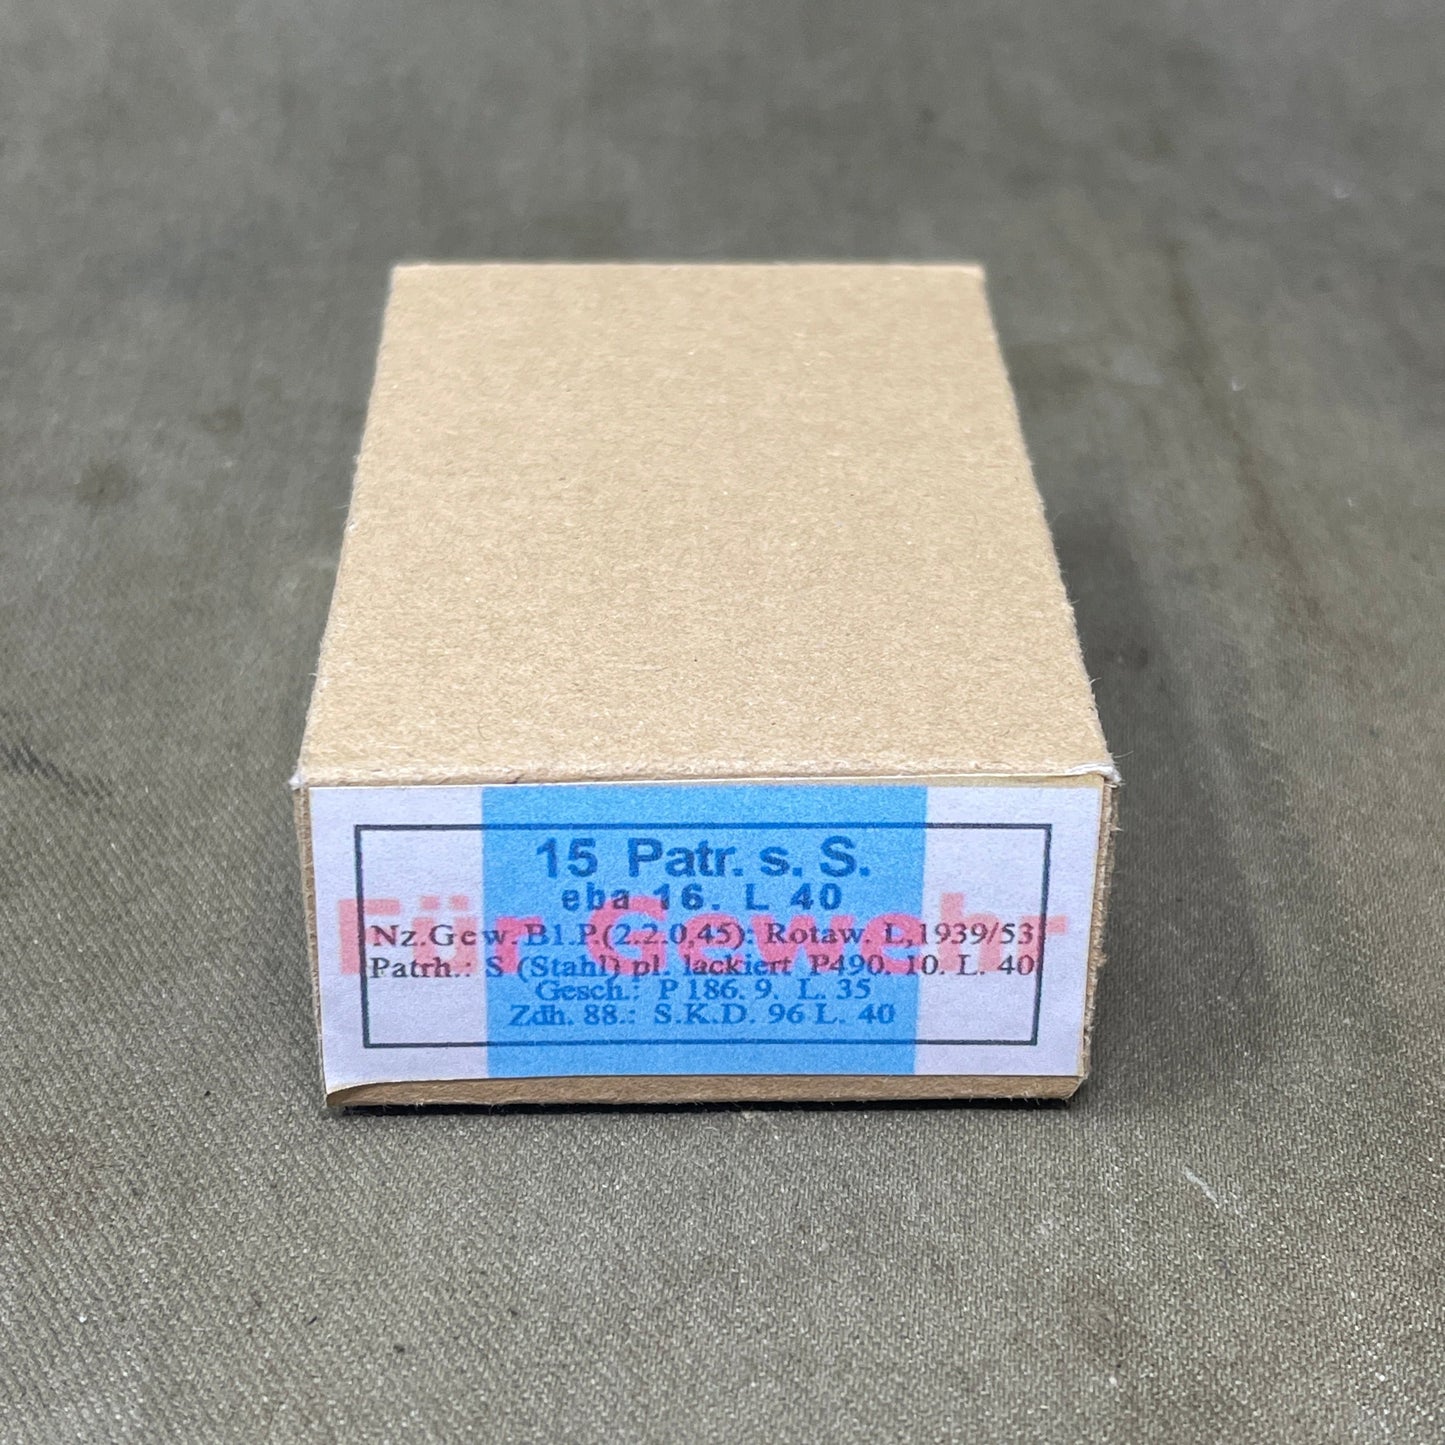 15 Patr. s. S.
eba 16. L 40
Für Gewehr
Nz.Gew.Bl.P.(2.2.0,45): Rotaw. L,1939/53
Patrh.: S (Stahl) pl. lackiert P490. 10. L. 40
Gesch.: P 186. 9. L. 35
Zdh. 88.: S.K.D. 96 L. 40